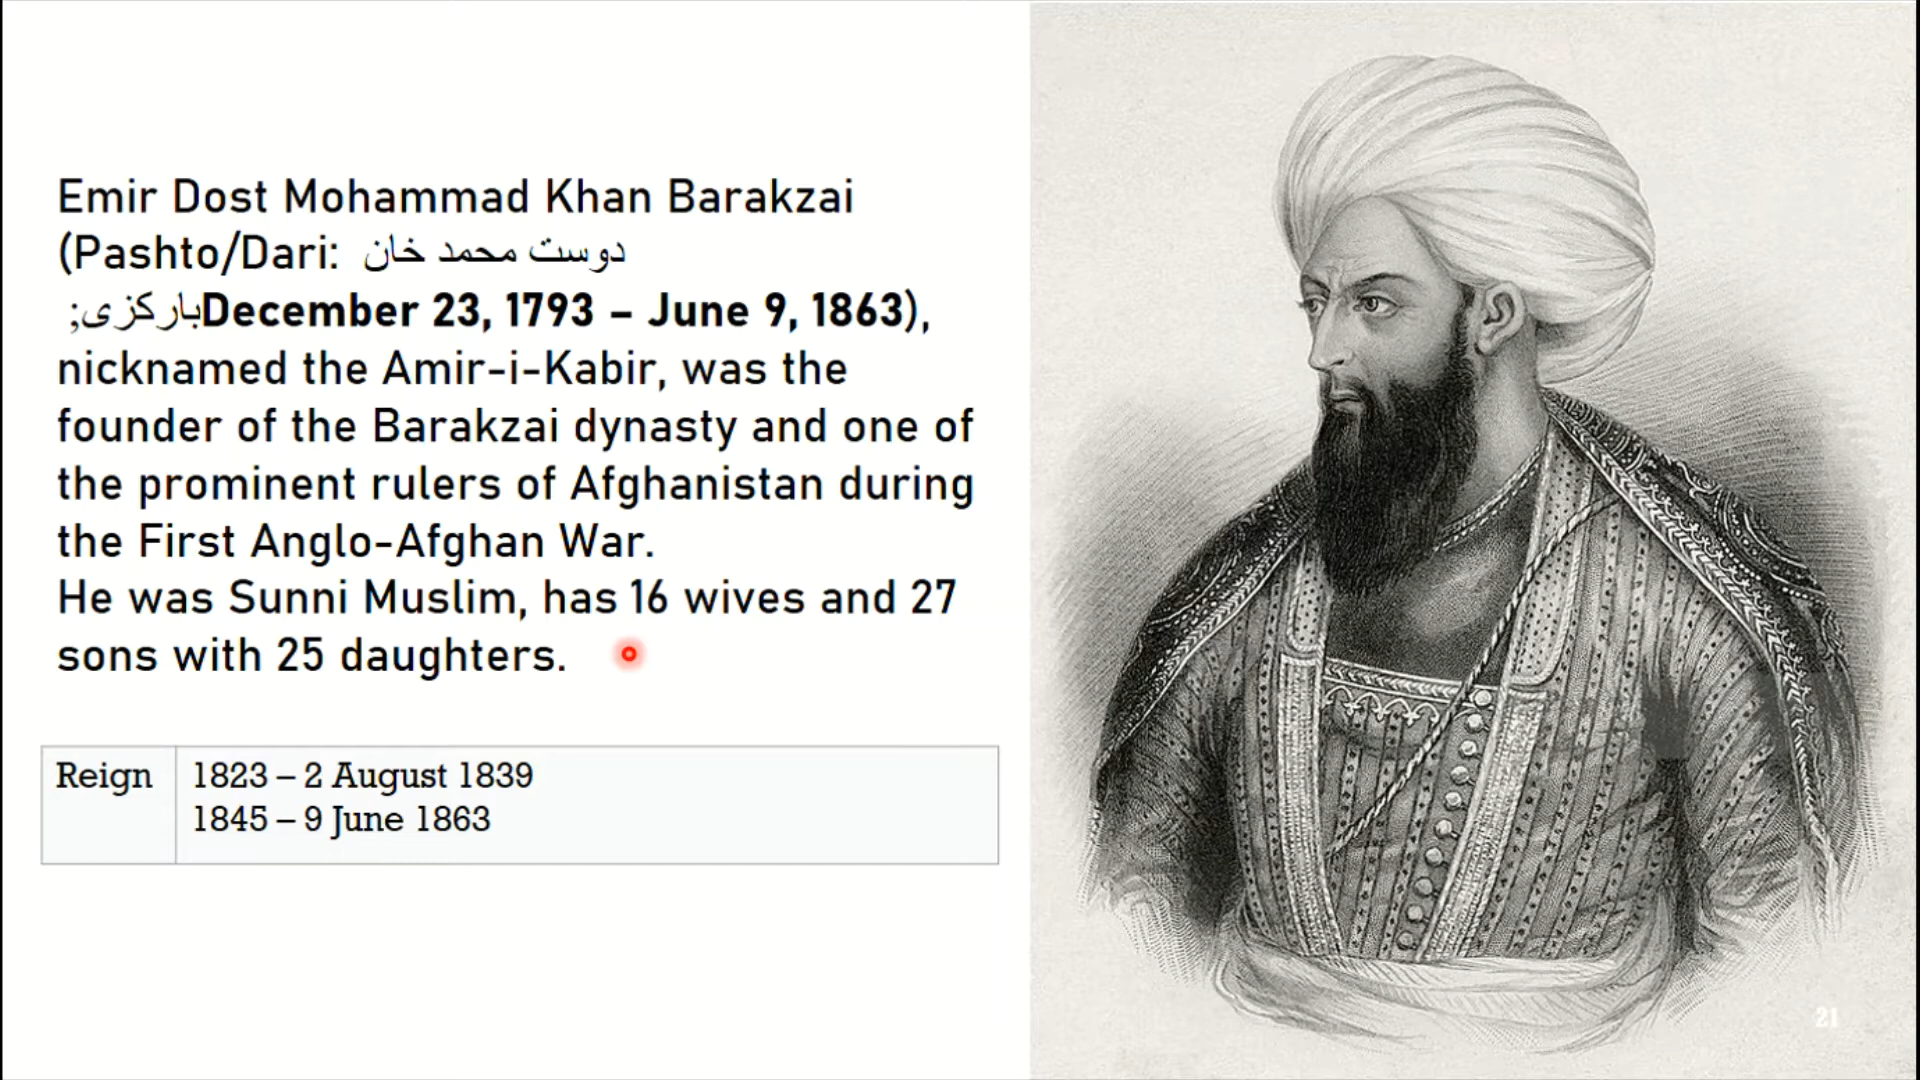 Emir Dost Mohammad Khan Barakzai
(Pashto/Dari: دوست محمد خان
بارکزی;December 23, 1793 – June 9, 1863),
nicknamed the Amir-i-Kabir, was the
founder of the Barakzai dynasty and one of
the prominent rulers of Afghanistan during
the First Anglo-Afghan War.
He was Sunni Muslim, has 16 wives and 27
sons with 25 daughters.
Reign 1823 – 2 August 1839
1845 – 9 June 1863
21